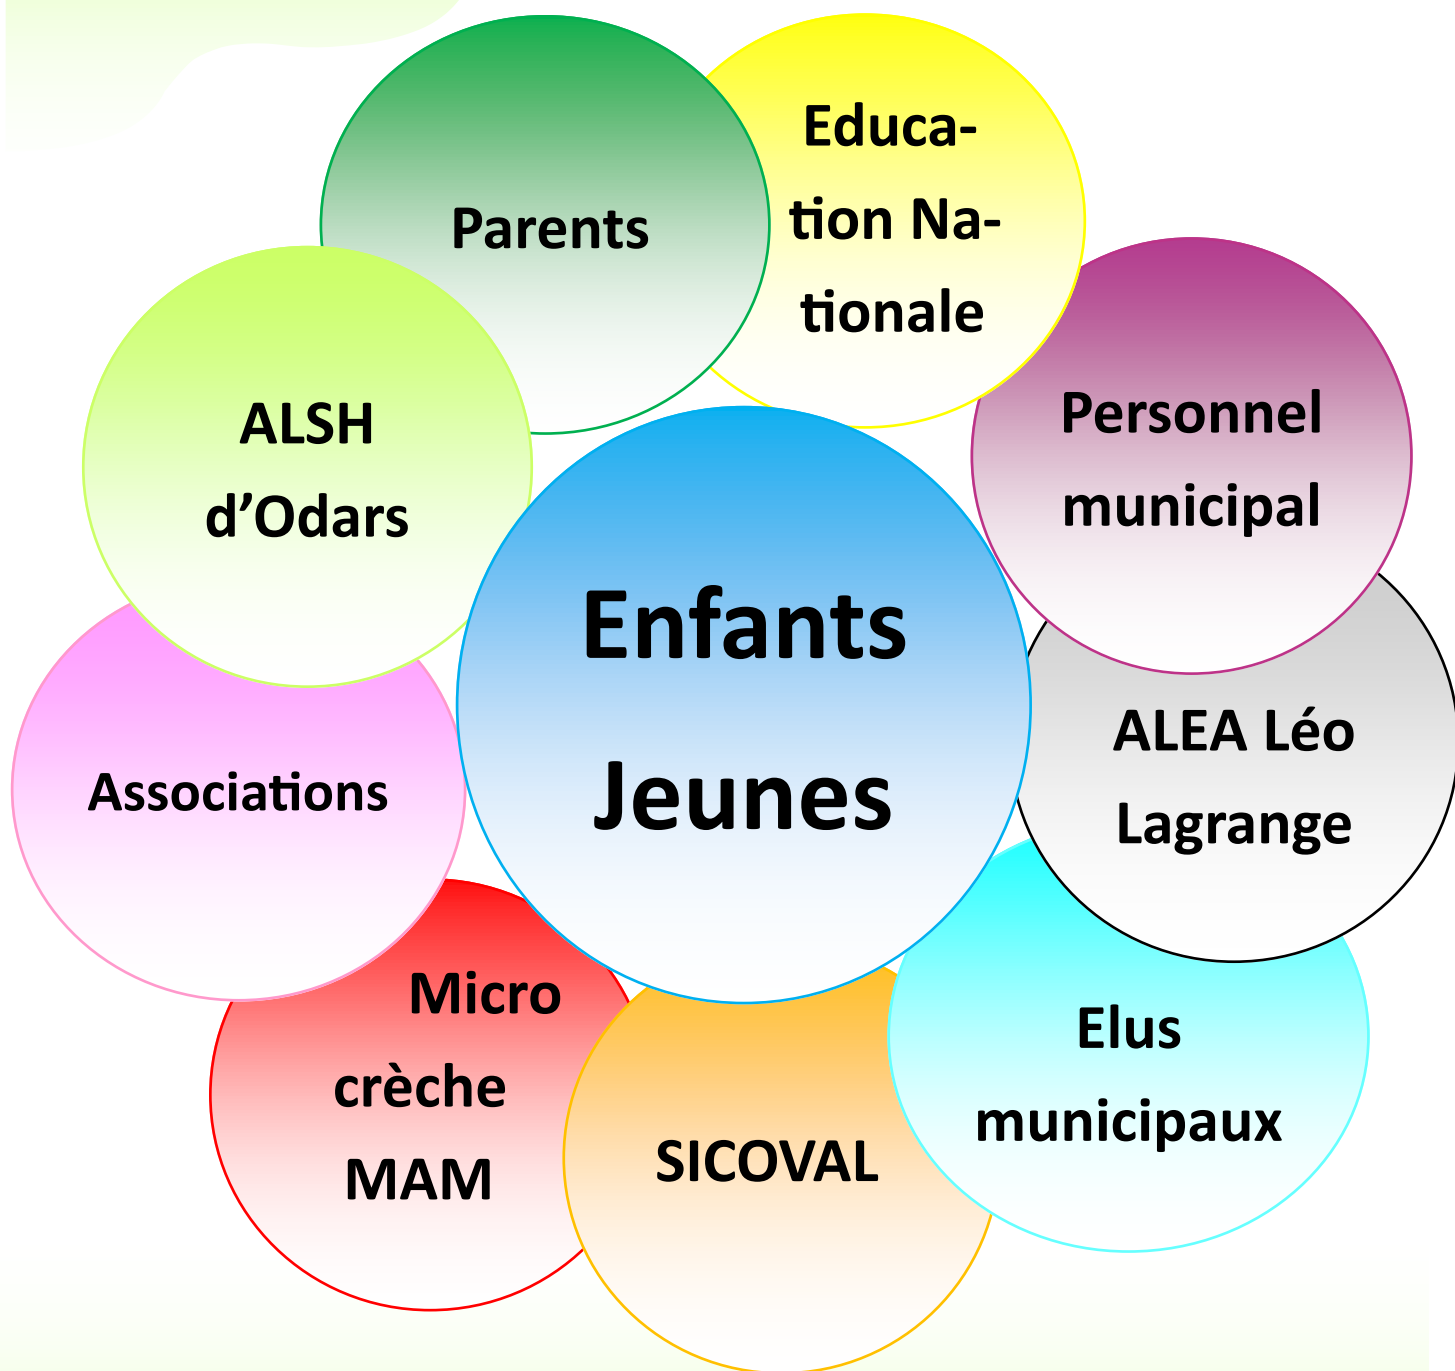 Parents
Educa-
tion Na-
tionale
ALSH
d’Odars
Personnel
municipal
Enfants
Jeunes
ALEA Léo
Lagrange
Associations
Micro
crèche
MAM
SICOVAL
Elus
municipaux